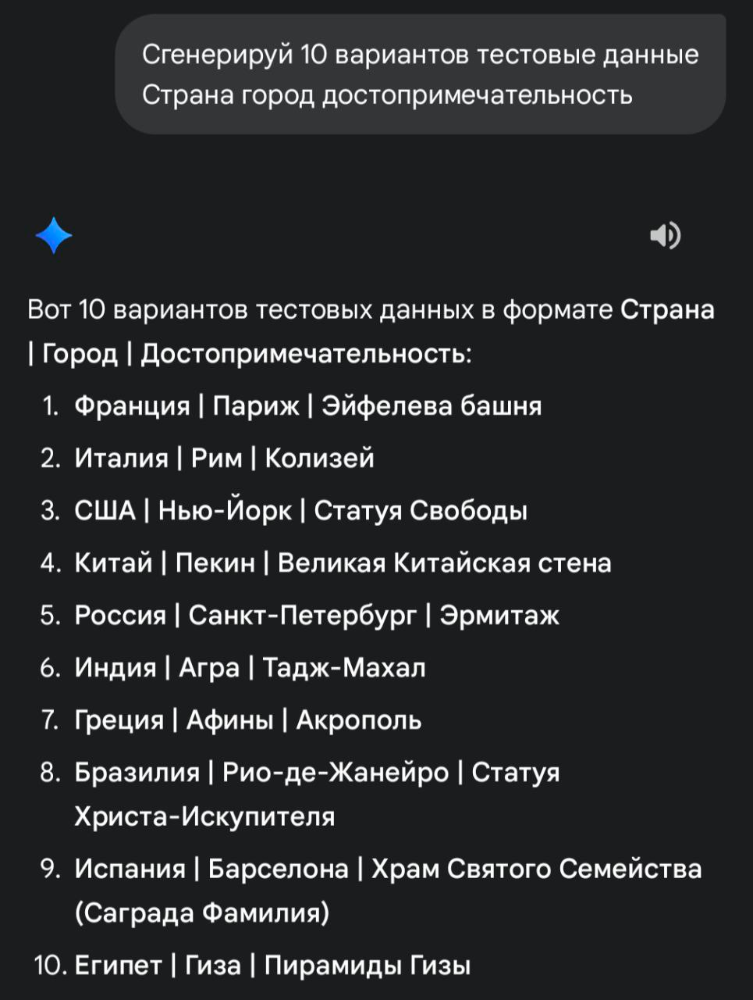 Сгенерируй 10 вариантов тестовые данные
Страна город достопримечательность
Вот 10 вариантов тестовых данных в формате Страна
| Город | Достопримечательность:
1. Франция | Париж | Эйфелева башня
2. Италия | Рим | Колизей
3. США | Нью-Йорк | Статуя Свободы
4. Китай | Пекин | Великая Китайская стена
5. Россия | Санкт-Петербург | Эрмитаж
6. Индия | Агра | Тадж-Махал
7. Греция | Афины | Акрополь
8. Бразилия | Рио-де-Жанейро | Статуя
Христа-Искупителя
9. Испания | Барселона | Храм Святого Семейства
(Саграда Фамилия)
10. Египет | Гиза | Пирамиды Гизы